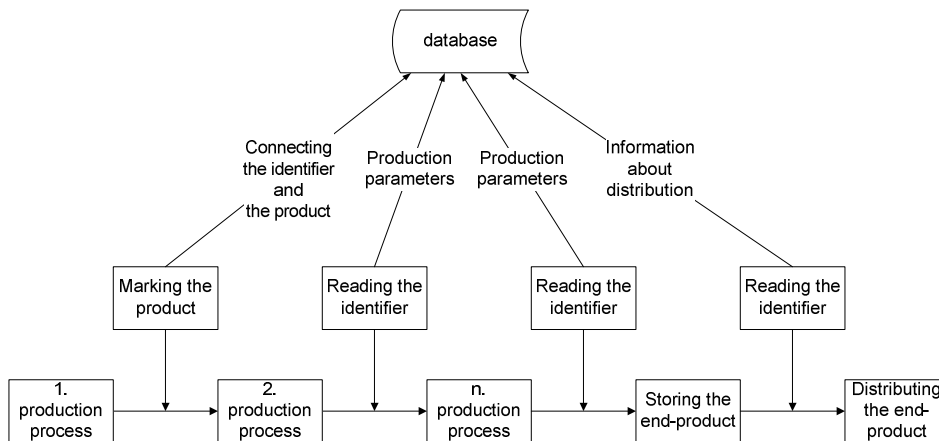 database
Connecting
the identifier
and
the product
Production
parameters
Production
parameters
Information
about
distribution
Marking the
product
Reading the
identifier
Reading the
identifier
Reading the
identifier
1.
production
process
2.
production
process
n.
production
process
Storing the
end-product
Distributing
the end-
product